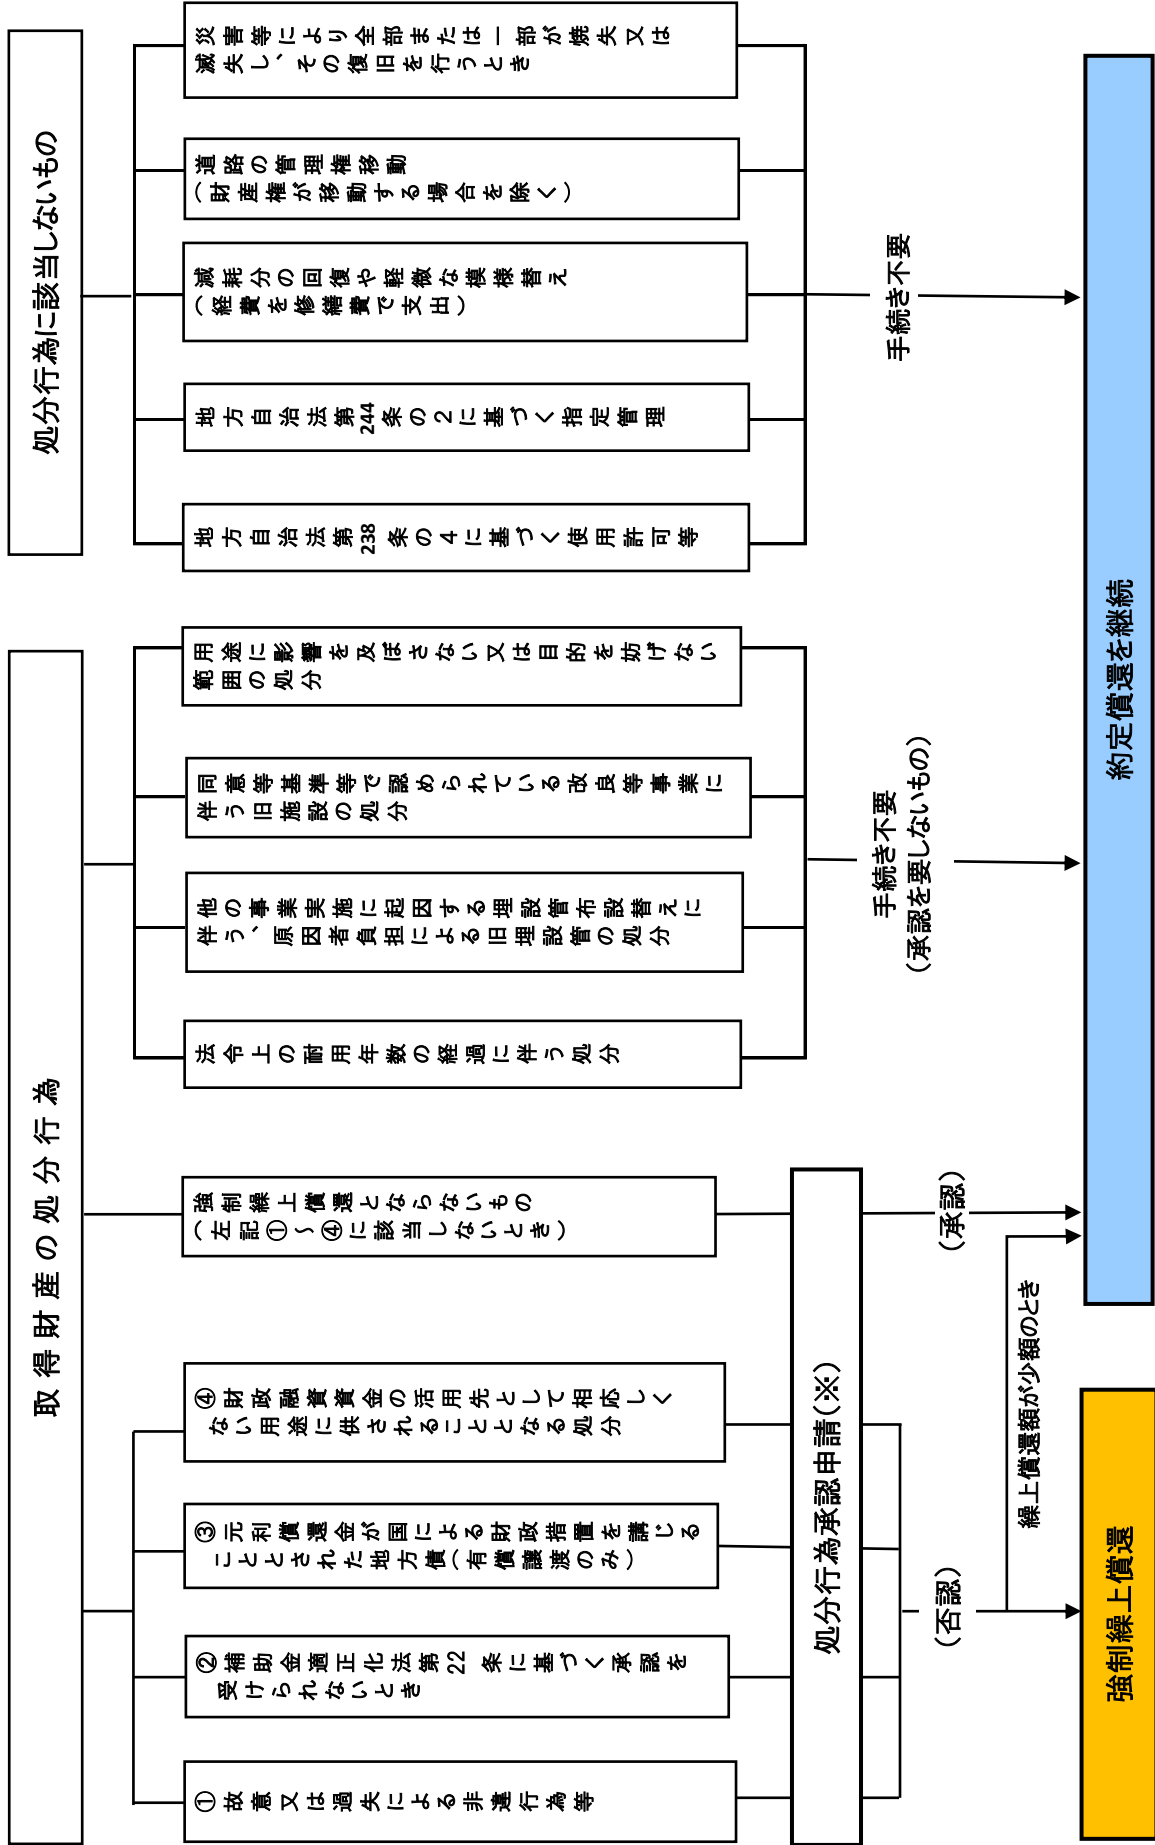 取得財産の処分行為
処分行為に該当しないもの
①故意又は過失による非違行為等
②補助金適正化法第22条に基づく承認を
受けられないとき
③元利償還金が国による財政措置を講じる
こととされた地方債(有償譲渡のみ)
④財政融資資金の活用先として相応しく
ない用途に供されることとなる処分
強制繰上償還とならないもの
(左記①～④に該当しないとき)
法令上の耐用年数の経過に伴う処分
他の事業実施に起因する埋設管布設替えに
伴う、原因者負担による旧埋設管の処分
同意等基準等で認められている改良等事業に
伴う旧施設の処分
用途に影響を及ぼさない又は目的を妨げない
範囲の処分
地方自治法第238条の4に基づく使用許可等
地方自治法第244条の2に基づく指定管理
減耗分の回復や軽微な模様替え
(経費を修繕費で支出)
道路の管理権移動
(財産権が移動する場合を除く)
災害等により全部または一部が焼失又は
滅失し、その復旧を行うとき
処分行為承認申請(※)
(否認)
(承認)
手続き不要
(承認を要しないもの)
手続き不要
繰上償還額が少額のとき
強制繰上償還
約定償還を継続